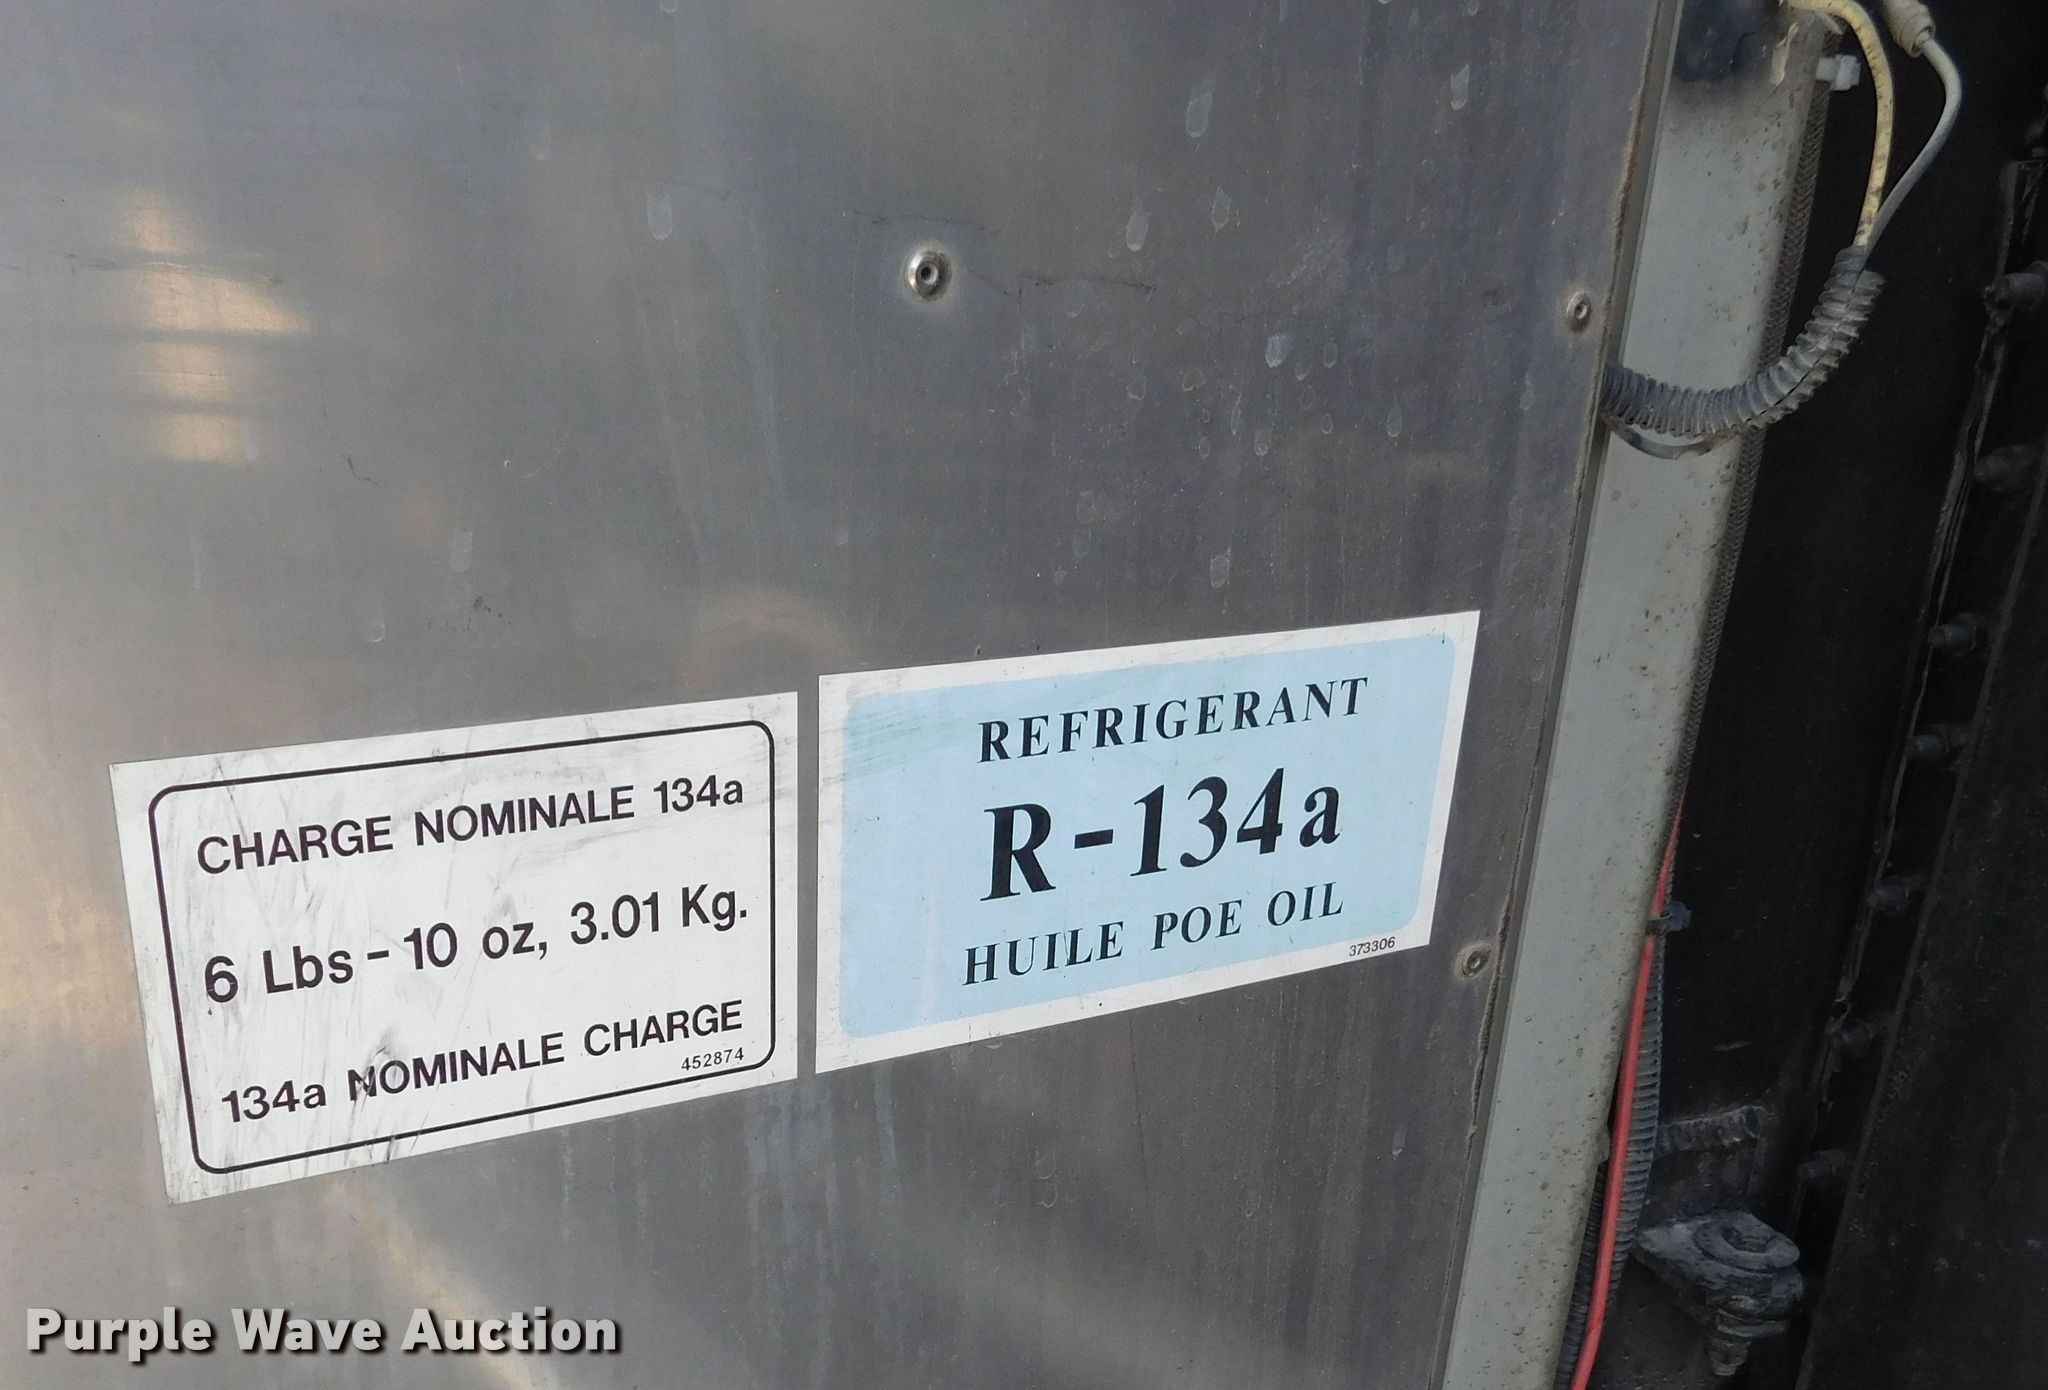 CHARGE NOMINALE 134a
6 Lbs - 10 oz, 3.01 Kg.
134a NOMINALE CHARGE
452874
REFRIGERANT
R-134a
HUILE POE OIL
373306
Purple Wave Auction